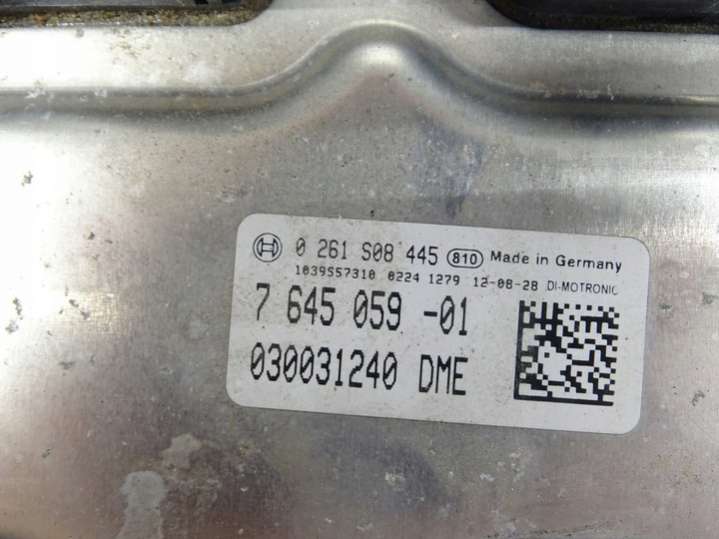 0 261 S08 445 810 Made in Germany
1039S57310 0224 1279 12-08-28 DI-MOTRONIC
7 645 059 -01
030031240 DME